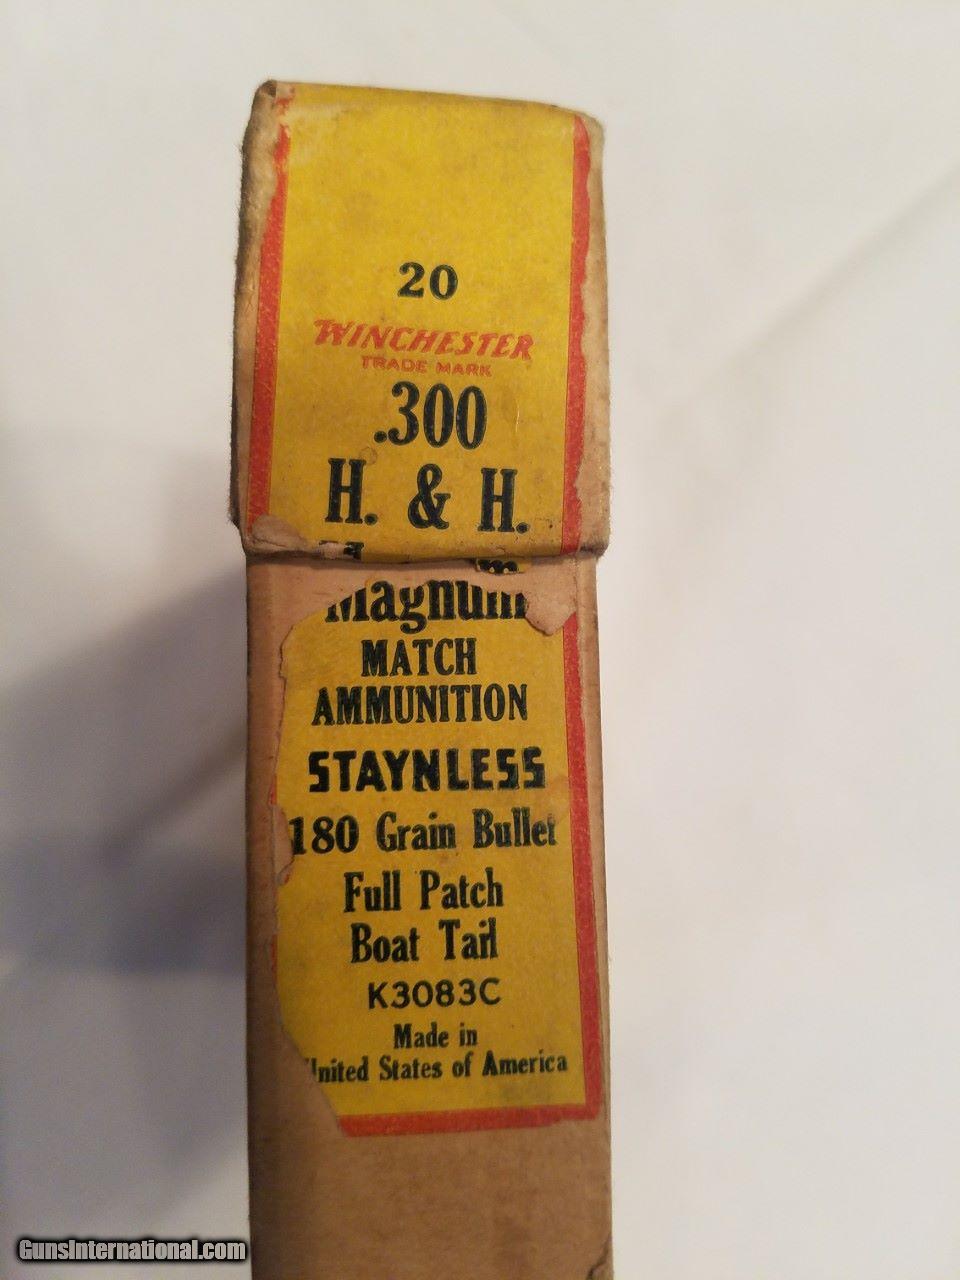 20
WINCHESTER
TRADE MARK
.300
H. & H.
Magnum
MATCH
AMMUNITION
STAYNLESS
180 Grain Bullet
Full Patch
Boat Tail
K3083C
Made in
United States of America
GunsInternational.com